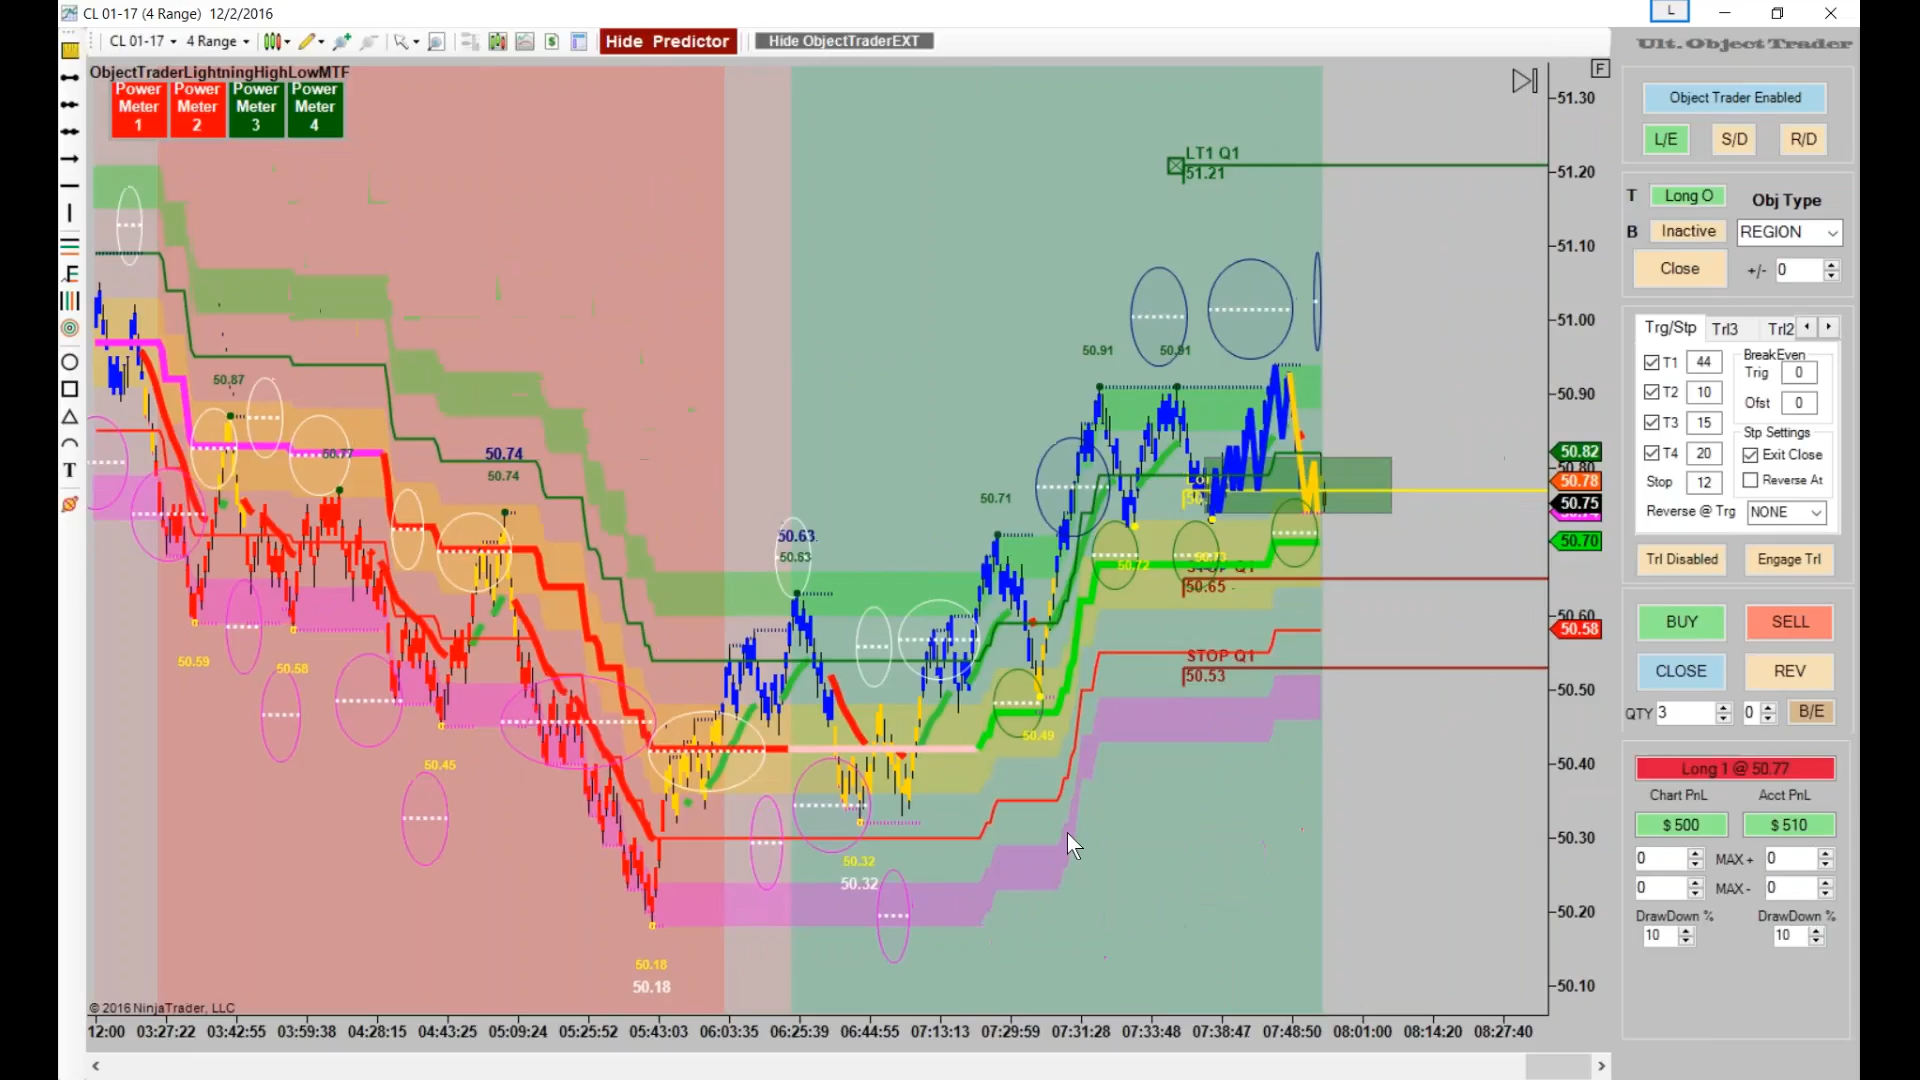 CL 01-17 (4 Range) 12/2/2016
L
CL 01-17 4 Range Hide Predictor Hide ObjectTraderEXT
Ult. Object Trader
ObjectTraderLightningHighLowMTF
Power Meter 1
Power Meter 2
Power Meter 3
Power Meter 4
F
51.30
51.20
51.10
51.00
50.90
50.82
50.80
50.78
50.75
50.70
50.60
50.58
50.50
50.40
50.30
50.20
50.10
LT1 Q1
51.21
50.91
50.91
50.87
50.77
50.74
50.74
50.71
50.63
50.63
50.72
50.73
STOP Q1
50.65
STOP Q1
50.53
50.59
50.58
50.49
50.45
50.32
50.32
50.18
50.18
© 2016 NinjaTrader, LLC
12:00 03:27:22 03:42:55 03:59:38 04:28:15 04:43:25 05:09:24 05:25:52 05:43:03 06:03:35 06:25:39 06:44:55 07:13:13 07:29:59 07:31:28 07:33:48 07:38:47 07:48:50 08:01:00 08:14:20 08:27:40
Object Trader Enabled
L/E S/D R/D
T Long O Obj Type
B Inactive REGION
Close +/- 0
Trg/Stp Trl3 Trl2
T1 44
T2 10
T3 15
T4 20
Stop 12
BreakEven
Trig 0
Ofst 0
Stp Settings
Exit Close
Reverse At
Reverse @ Trg NONE
Trl Disabled Engage Trl
BUY SELL
CLOSE REV
QTY 3 0 B/E
Long 1 @ 50.77
Chart PnL Acct PnL
$ 500 $ 510
0 MAX + 0
0 MAX - 0
DrawDown % DrawDown %
10 10